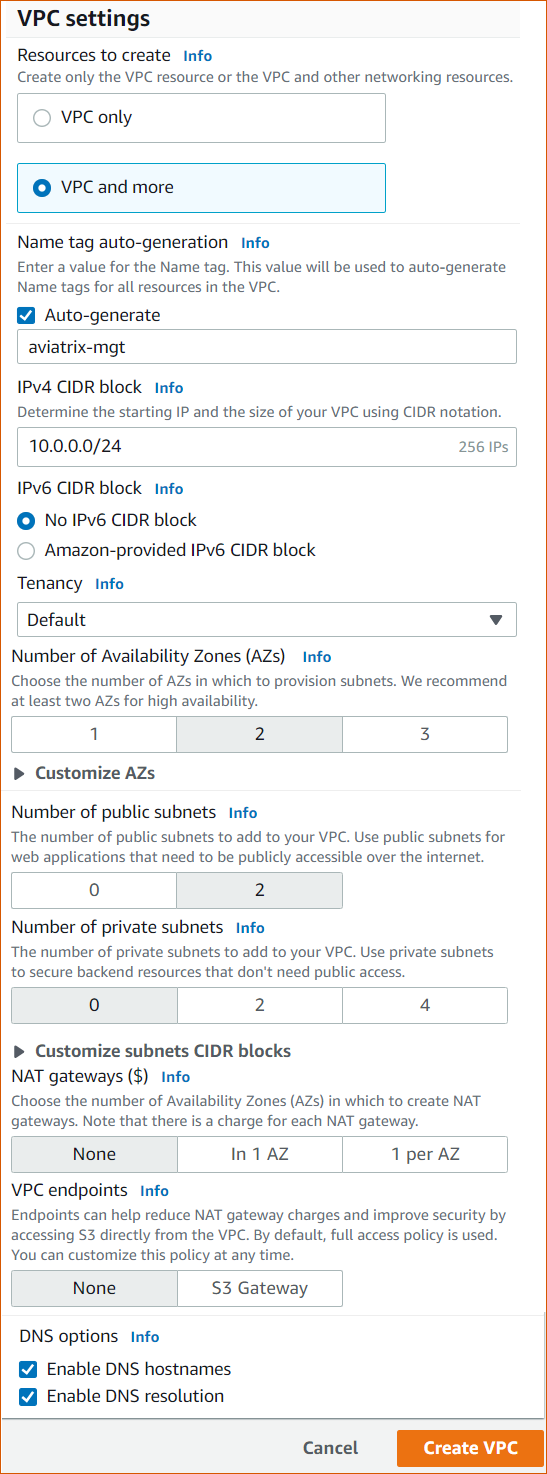 VPC settings
Resources to create Info
Create only the VPC resource or the VPC and other networking resources.
VPC only
VPC and more
Name tag auto-generation Info
Enter a value for the Name tag. This value will be used to auto-generate
Name tags for all resources in the VPC.
Auto-generate
aviatrix-mgt
IPv4 CIDR block Info
Determine the starting IP and the size of your VPC using CIDR notation.
10.0.0.0/24 256 IPs
IPv6 CIDR block Info
No IPv6 CIDR block
Amazon-provided IPv6 CIDR block
Tenancy Info
Default
Number of Availability Zones (AZs) Info
Choose the number of AZs in which to provision subnets. We recommend
at least two AZs for high availability.
1 2 3
Customize AZs
Number of public subnets Info
The number of public subnets to add to your VPC. Use public subnets for
web applications that need to be publicly accessible over the internet.
0 2
Number of private subnets Info
The number of private subnets to add to your VPC. Use private subnets
to secure backend resources that don't need public access.
0 2 4
Customize subnets CIDR blocks
NAT gateways ($) Info
Choose the number of Availability Zones (AZs) in which to create NAT
gateways. Note that there is a charge for each NAT gateway.
None In 1 AZ 1 per AZ
VPC endpoints Info
Endpoints can help reduce NAT gateway charges and improve security by
accessing S3 directly from the VPC. By default, full access policy is used.
You can customize this policy at any time.
None S3 Gateway
DNS options Info
Enable DNS hostnames
Enable DNS resolution
Cancel Create VPC